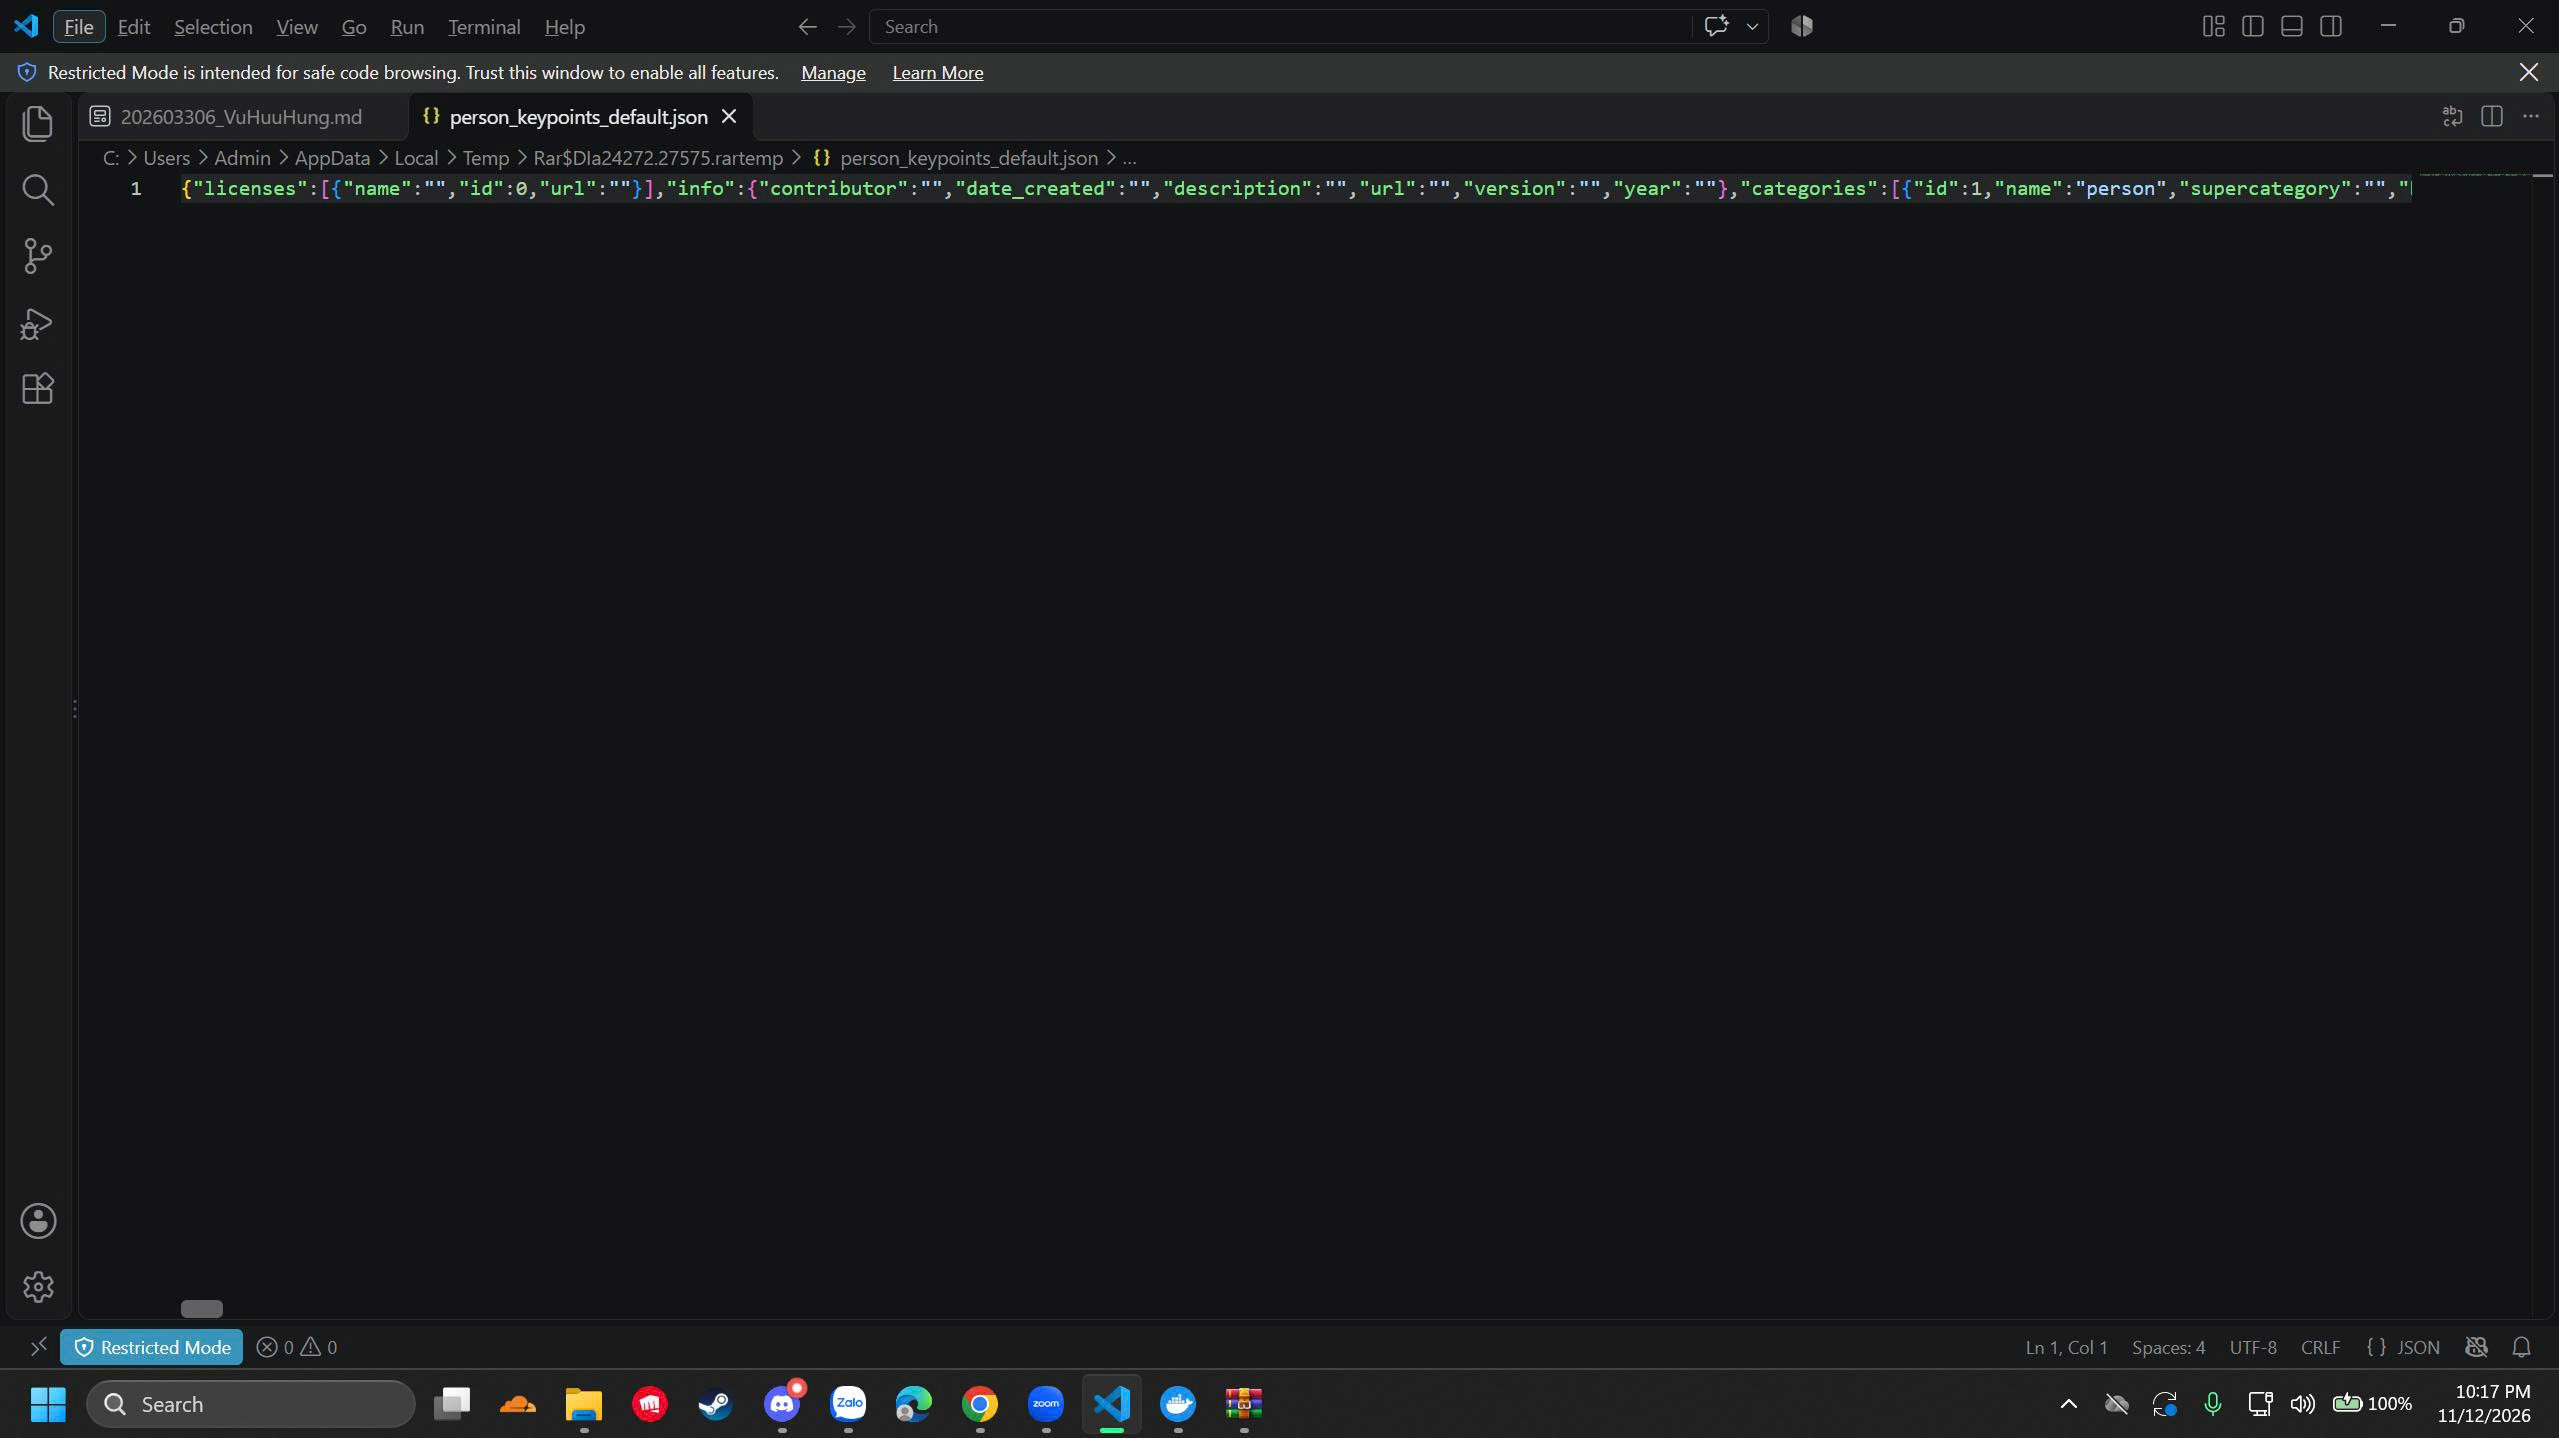 File Edit Selection View Go Run Terminal Help Search
Restricted Mode is intended for safe code browsing. Trust this window to enable all features. Manage Learn More
202603306_VuHuuHung.md {} person_keypoints_default.json
C: > Users > Admin > AppData > Local > Temp > Rar$DIa24272.27575.rartemp > {} person_keypoints_default.json > ...
1 {"licenses":[{"name":"","id":0,"url":""}],"info":{"contributor":"","date_created":"","description":"","url":"","version":"","year":""},"categories":[{"id":1,"name":"person","supercategory":"","
Restricted Mode 0 0 Ln 1, Col 1 Spaces: 4 UTF-8 CRLF {} JSON
Search Zalo zoom 100% 10:17 PM
11/12/2026